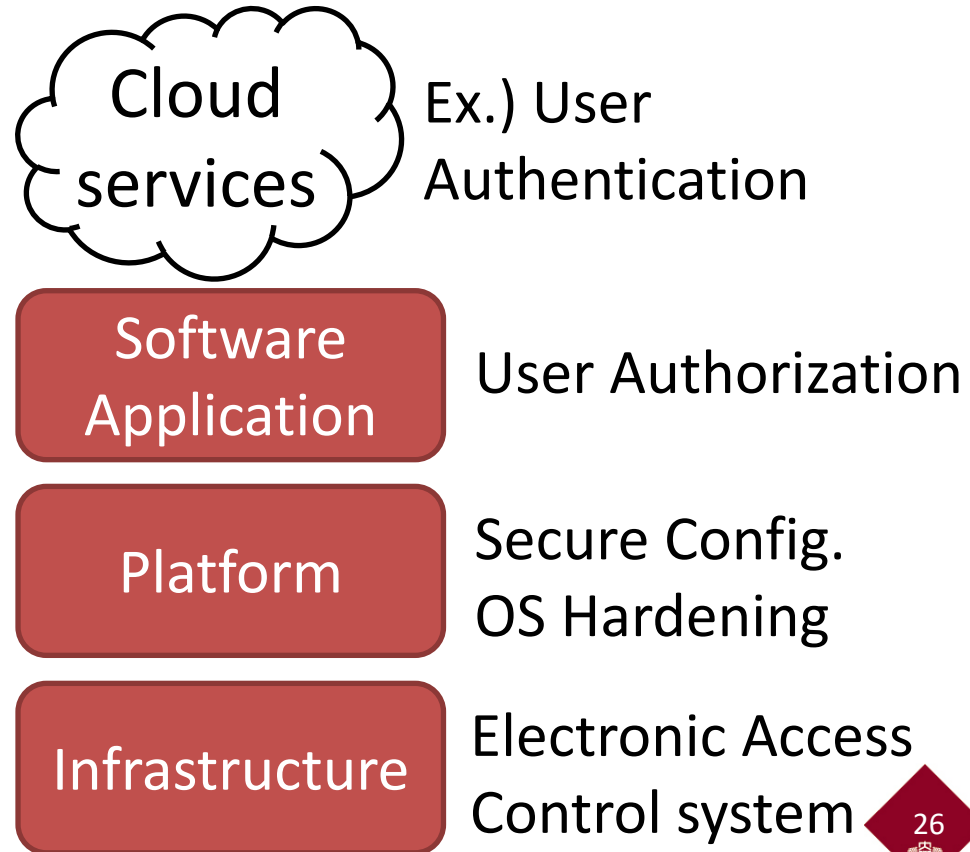 Cloud
services
Ex.) User
Authentication
Software
Application
User Authorization
Platform
Secure Config.
OS Hardening
Infrastructure
Electronic Access
Control system
26